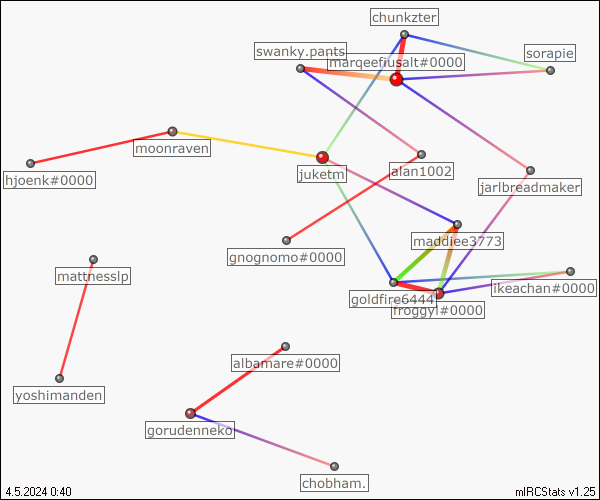 chunkzter
swanky.pants
sorapie
marqeefiusalt#0000
moonraven
hjoenk#0000
juketm
alan1002
jarlbreadmaker
maddiee3773
gnognomo#0000
mattnesslp
ikeachan#0000
goldfire6444
froggyl#0000
albamare#0000
yoshimanden
gorudenneko
chobham.
4.5.2024 0:40
mIRCStats v1.25